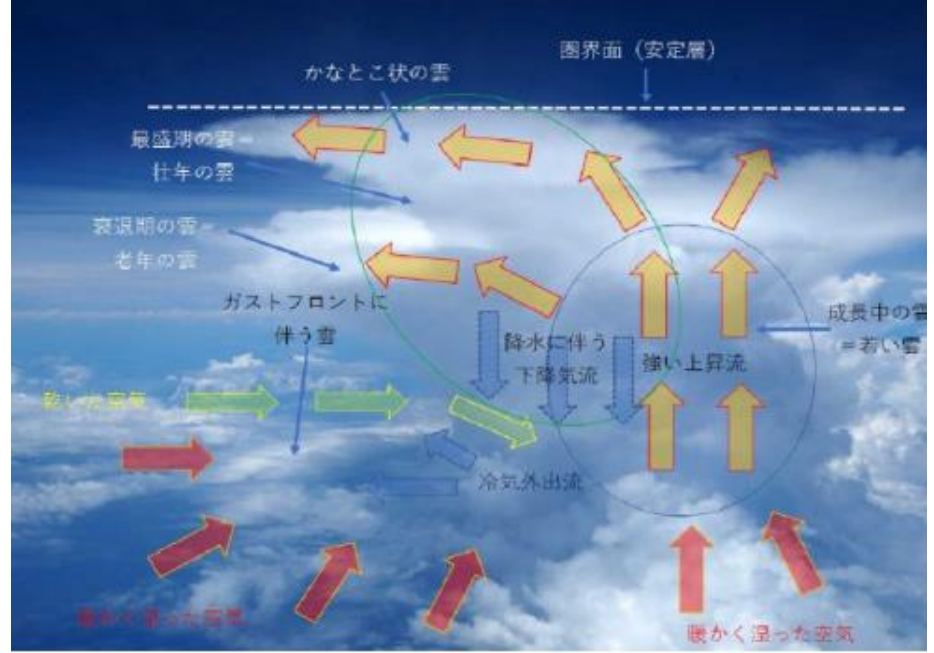 圏界面（安定層）
かなとこ状の雲
最盛期の雲＝
壮年の雲
衰退期の雲＝
老年の雲
ガストフロントに
伴う雲
成長中の雲
＝若い雲
降水に伴う
下降気流
強い上昇流
乾いた空気
冷気外出流
暖かく湿った空気
暖かく湿った空気